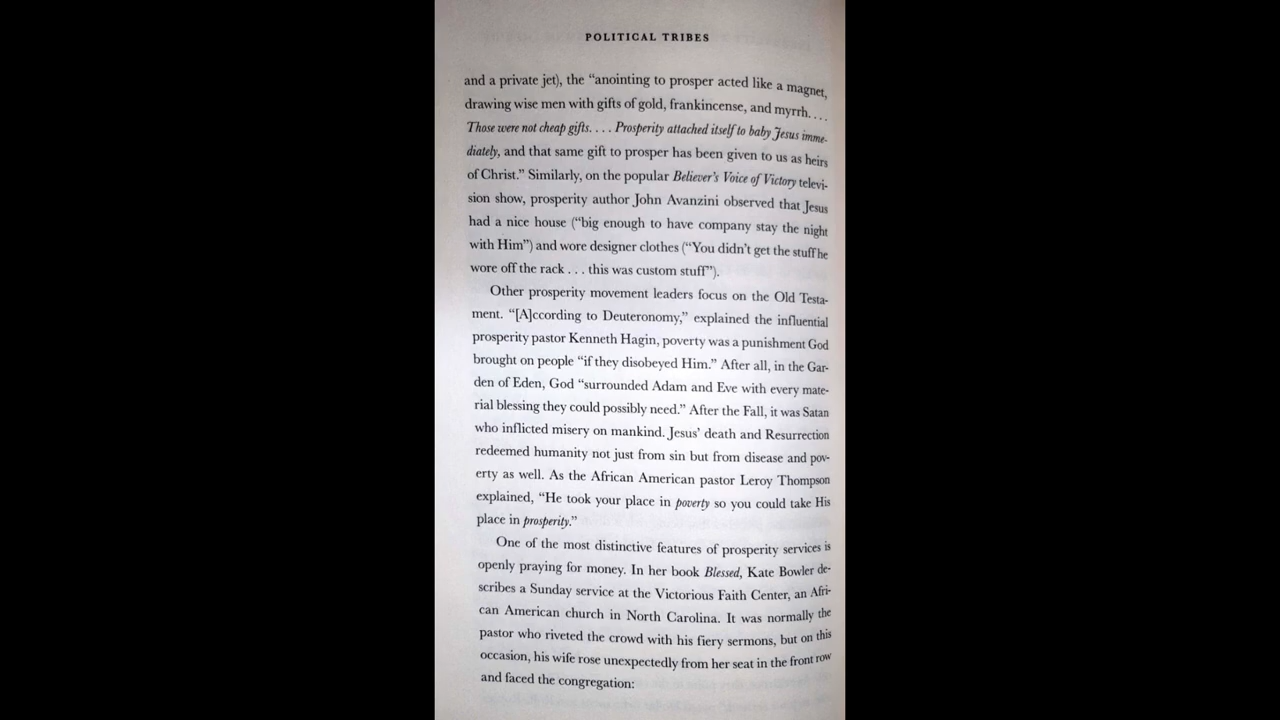 POLITICAL TRIBES
and a private jet), the “anointing to prosper acted like a magnet,
drawing wise men with gifts of gold, frankincense, and myrrh. . . .
Those were not cheap gifts. . . . Prosperity attached itself to baby Jesus imme-
diately, and that same gift to prosper has been given to us as heirs
of Christ.” Similarly, on the popular Believer’s Voice of Victory televi-
sion show, prosperity author John Avanzini observed that Jesus
had a nice house (“big enough to have company stay the night
with Him”) and wore designer clothes (“You didn’t get the stuff he
wore off the rack . . . this was custom stuff”).
Other prosperity movement leaders focus on the Old Testa-
ment. “[A]ccording to Deuteronomy,” explained the influential
prosperity pastor Kenneth Hagin, poverty was a punishment God
brought on people “if they disobeyed Him.” After all, in the Gar-
den of Eden, God “surrounded Adam and Eve with every mate-
rial blessing they could possibly need.” After the Fall, it was Satan
who inflicted misery on mankind. Jesus’ death and Resurrection
redeemed humanity not just from sin but from disease and pov-
erty as well. As the African American pastor Leroy Thompson
explained, “He took your place in poverty so you could take His
place in prosperity.”
One of the most distinctive features of prosperity services is
openly praying for money. In her book Blessed, Kate Bowler de-
scribes a Sunday service at the Victorious Faith Center, an Afri-
can American church in North Carolina. It was normally the
pastor who riveted the crowd with his fiery sermons, but on this
occasion, his wife rose unexpectedly from her seat in the front row
and faced the congregation: